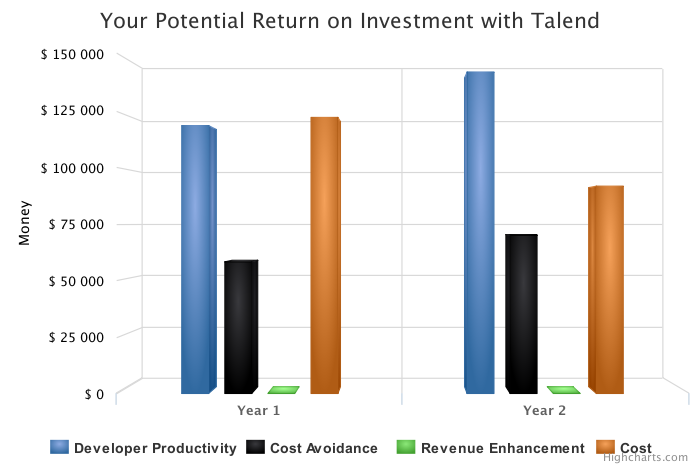 Your Potential Return on Investment with Talend
$ 150 000
$ 125 000
$ 100 000
$ 75 000
$ 50 000
$ 25 000
$ 0
Money
Year 1
Year 2
Developer Productivity
Cost Avoidance
Revenue Enhancement
Cost
Highcharts.com